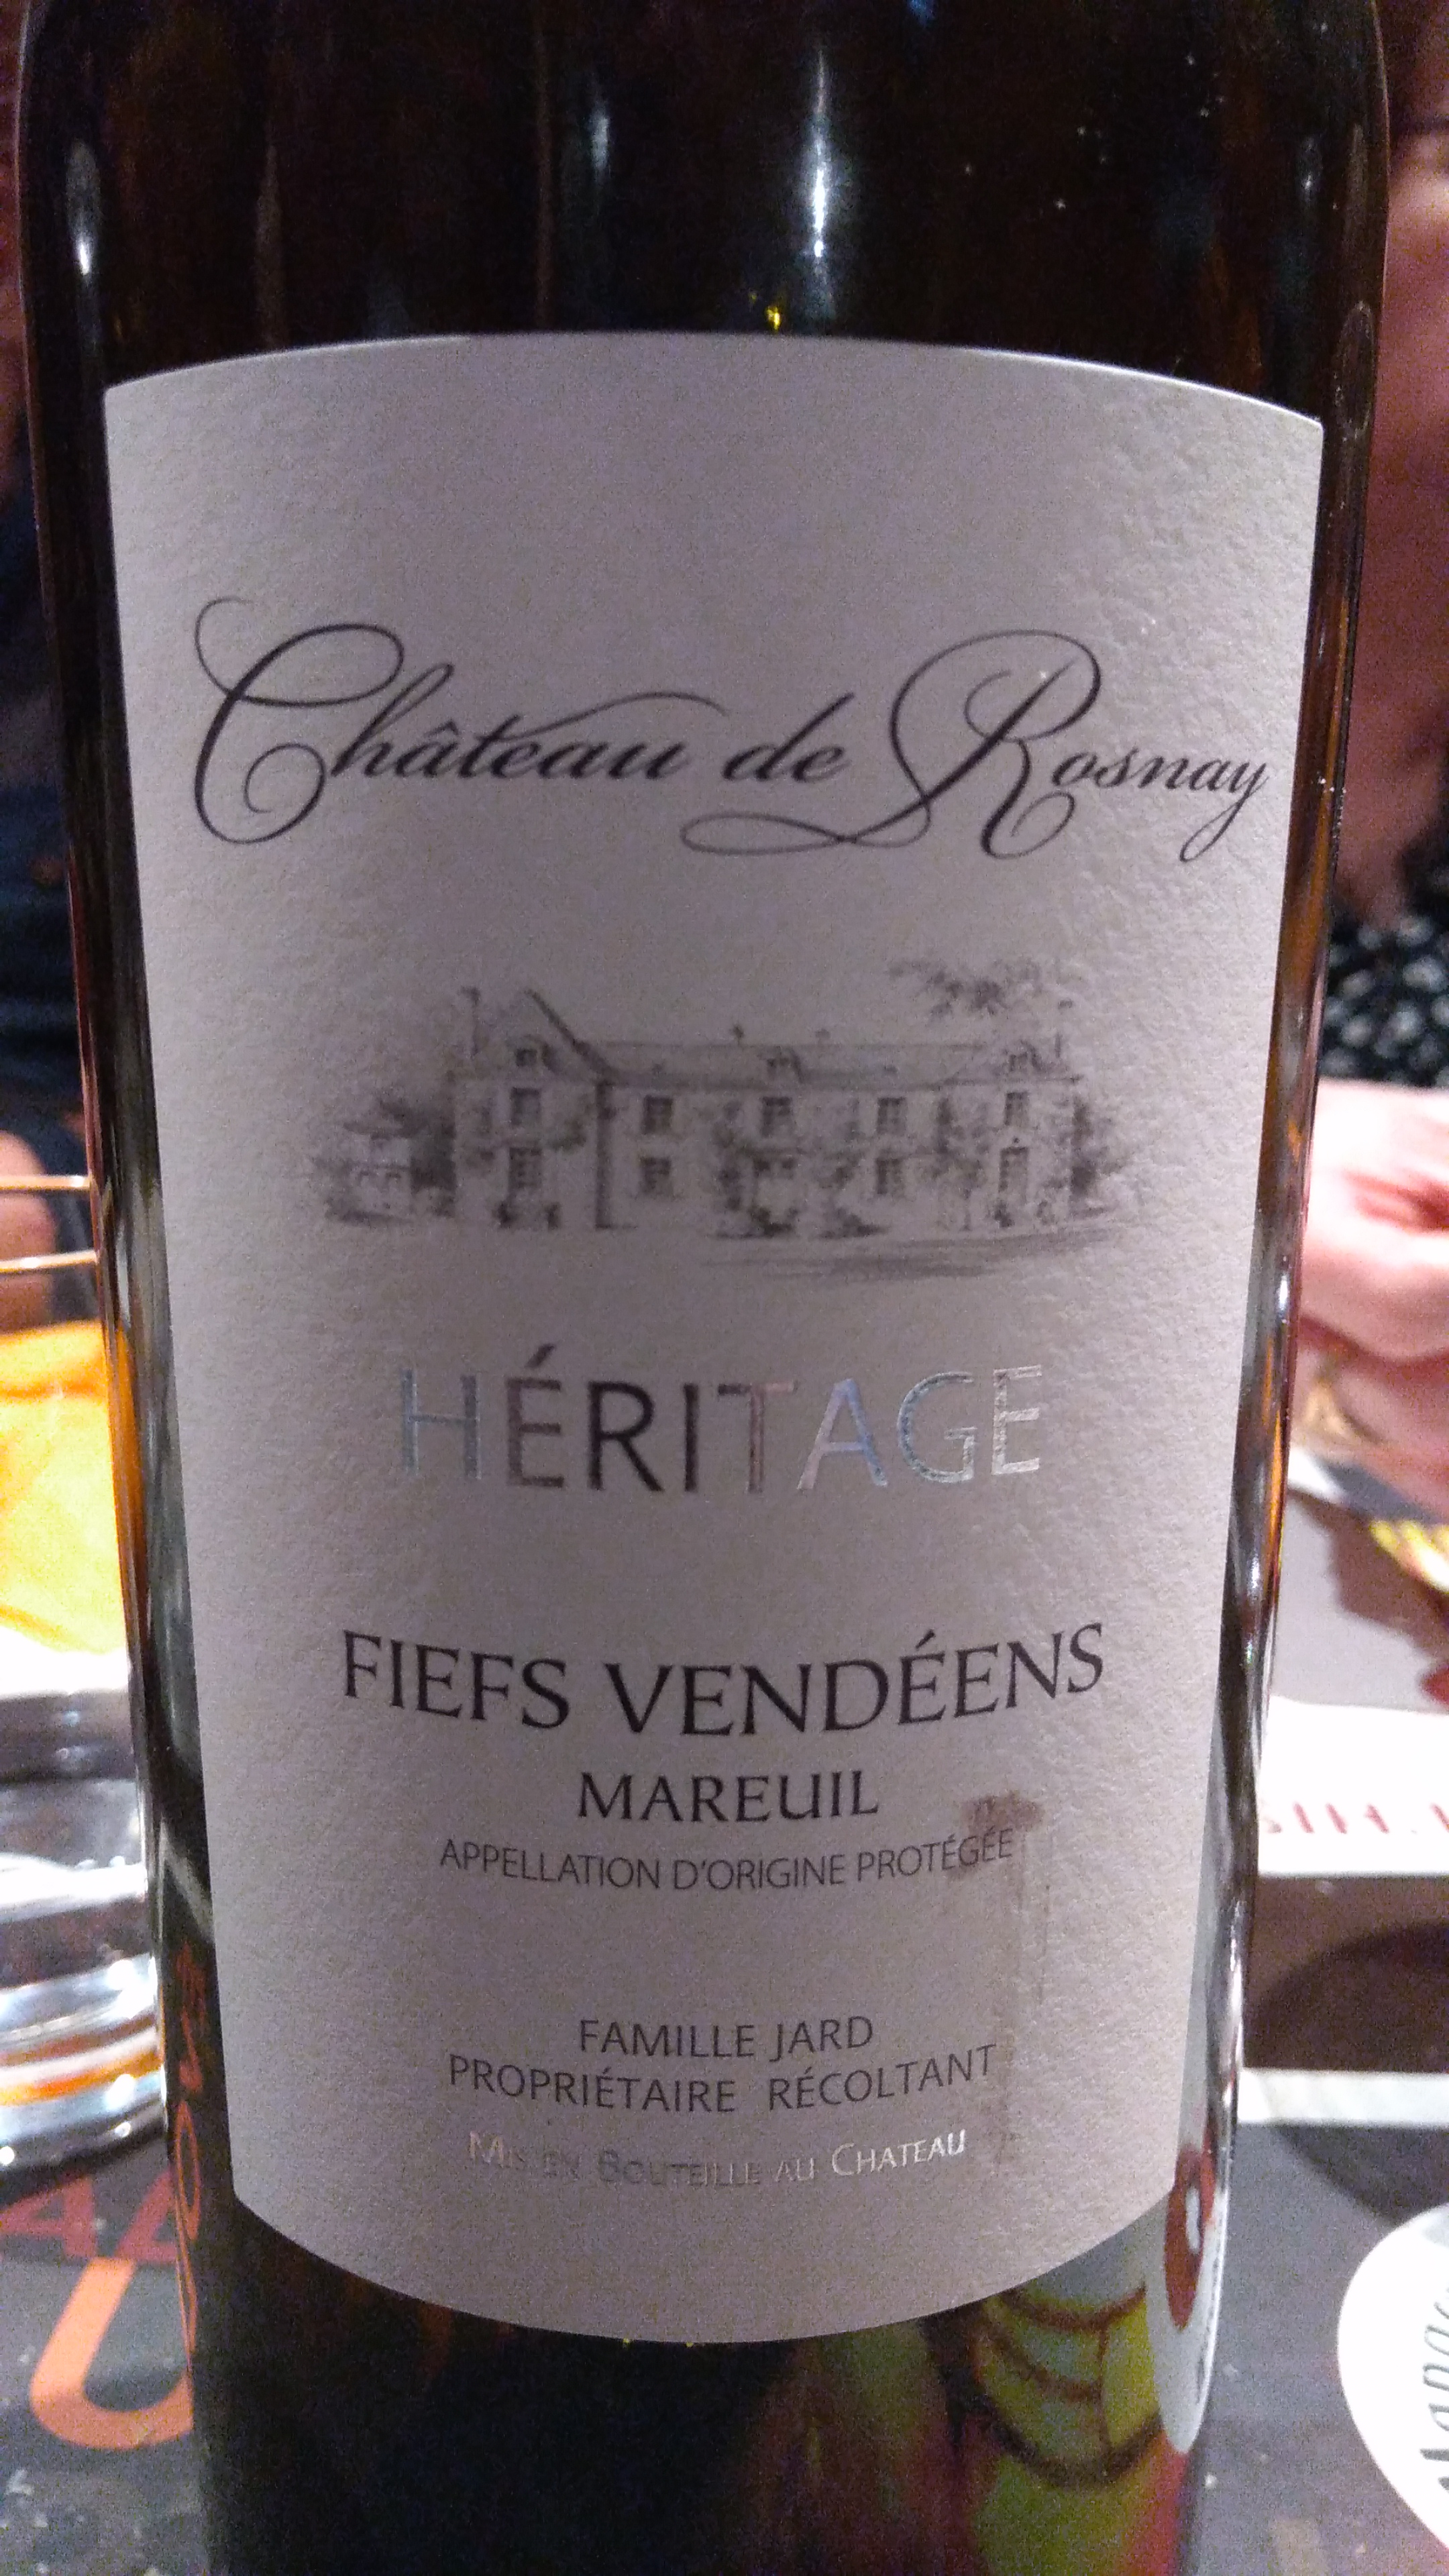 Château de Rosnay
HÉRITAGE
FIEFS VENDÉENS
MAREUIL
APPELLATION D'ORIGINE PROTÉGÉE
FAMILLE JARD
PROPRIÉTAIRE RÉCOLTANT
MIS EN BOUTEILLE AU CHATEAU